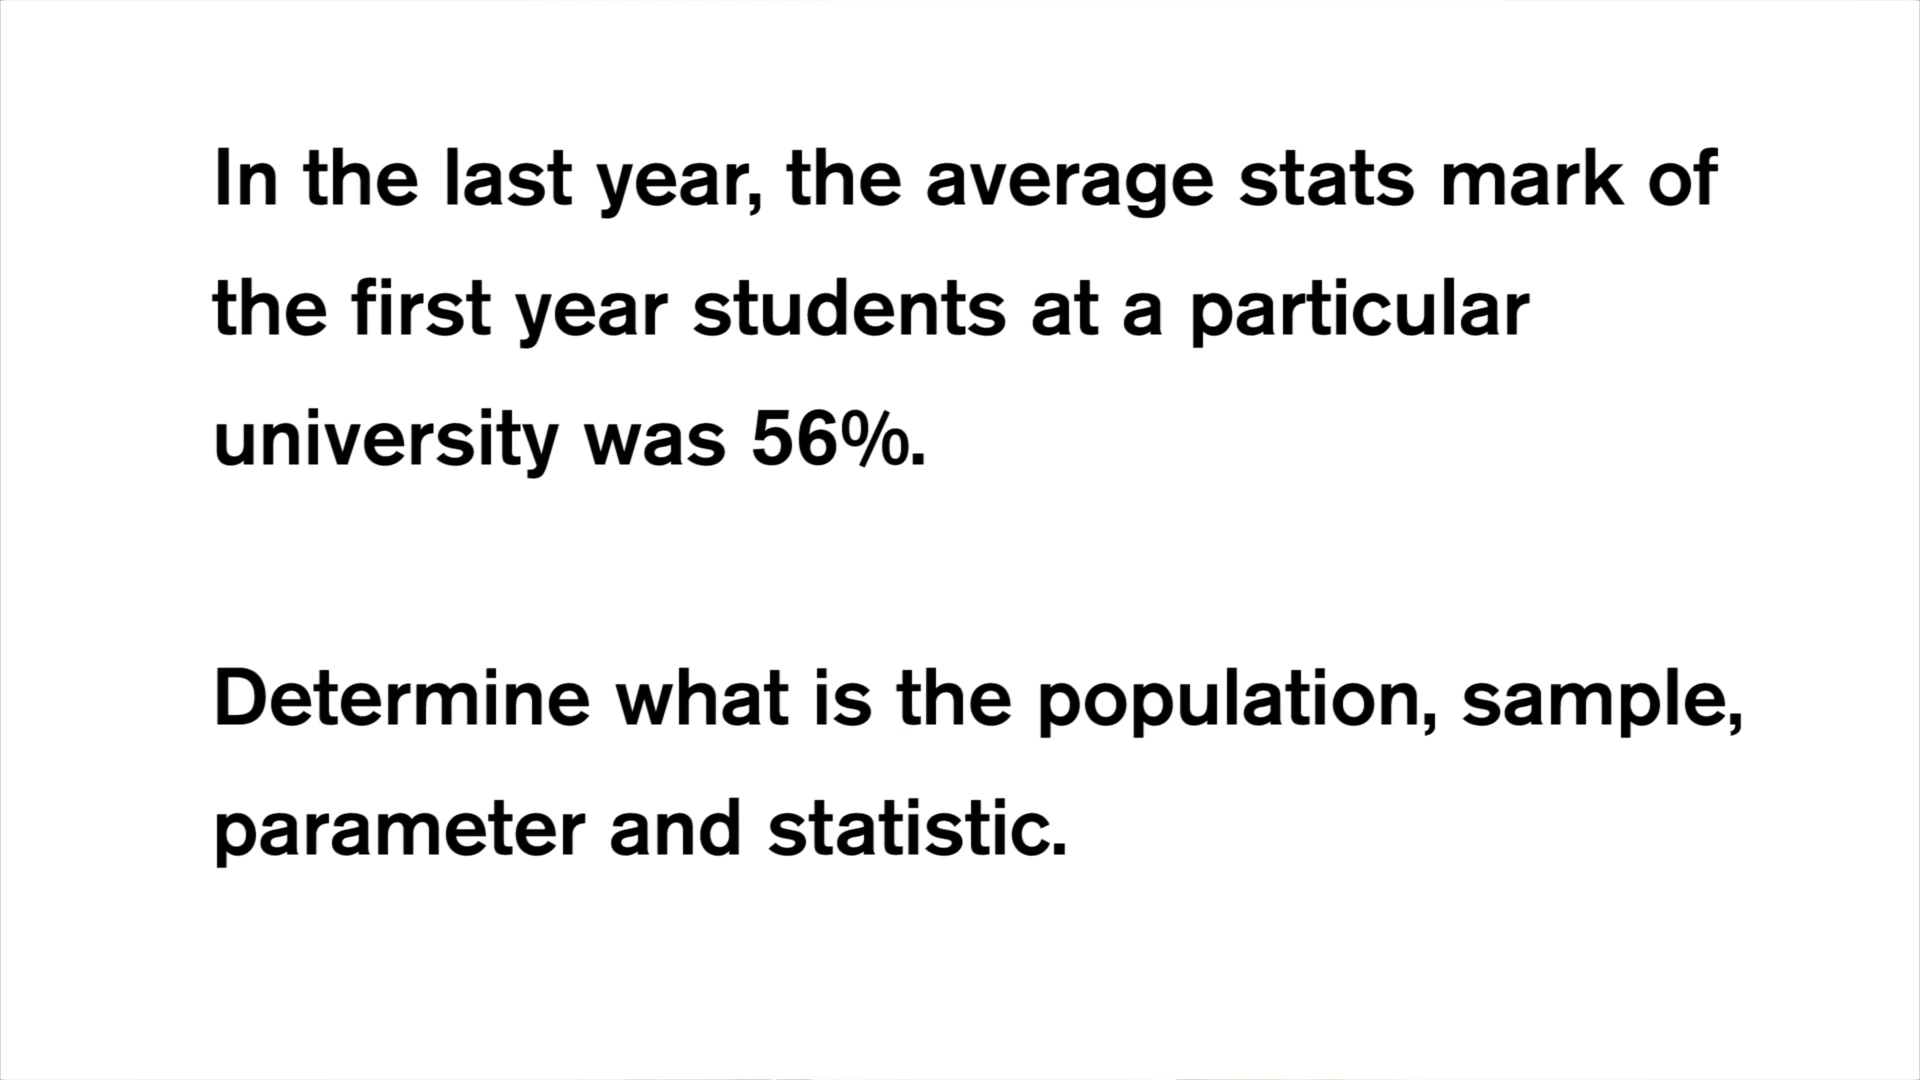 In the last year, the average stats mark of
the first year students at a particular
university was 56%.
Determine what is the population, sample,
parameter and statistic.